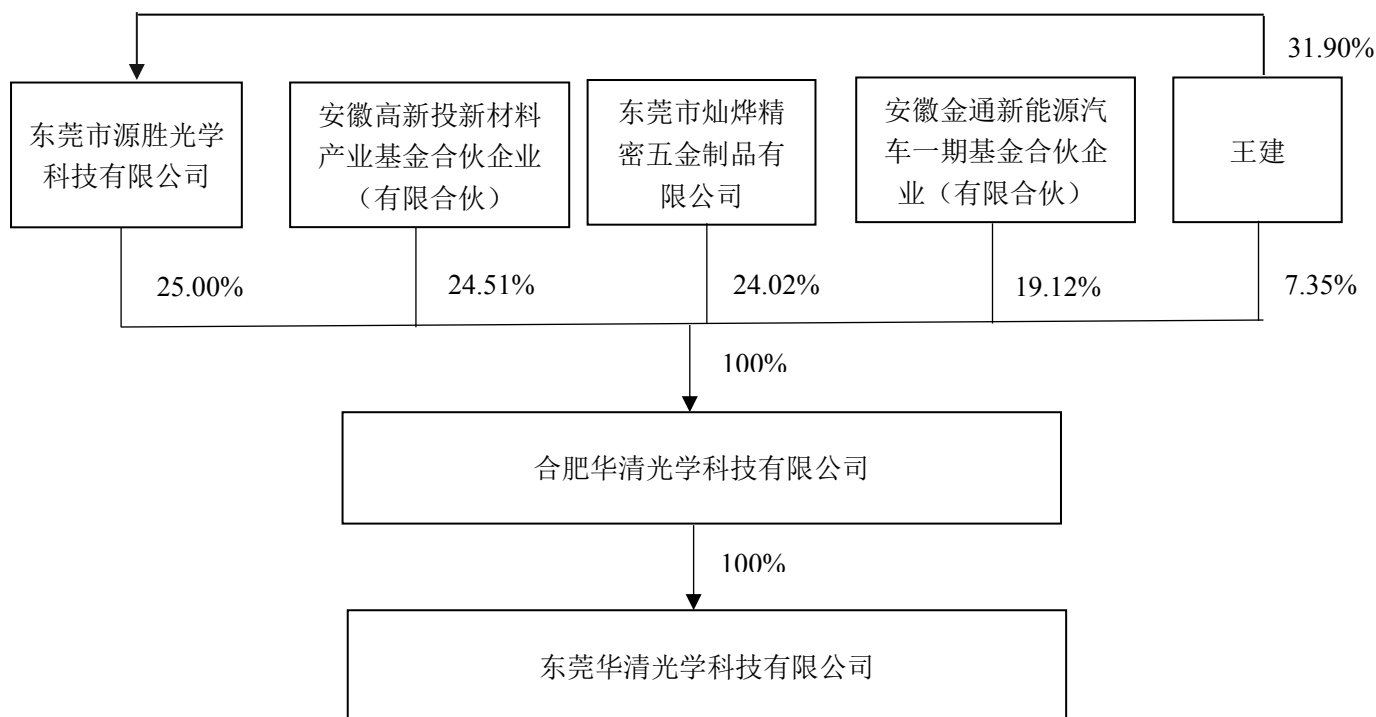 31.90%
东莞市源胜光学
科技有限公司
安徽高新投新材料
产业基金合伙企业
（有限合伙）
东莞市灿烨精
密五金制品有
限公司
安徽金通新能源汽
车一期基金合伙企
业（有限合伙）
王建
25.00%
24.51%
24.02%
19.12%
7.35%
100%
合肥华清光学科技有限公司
100%
东莞华清光学科技有限公司